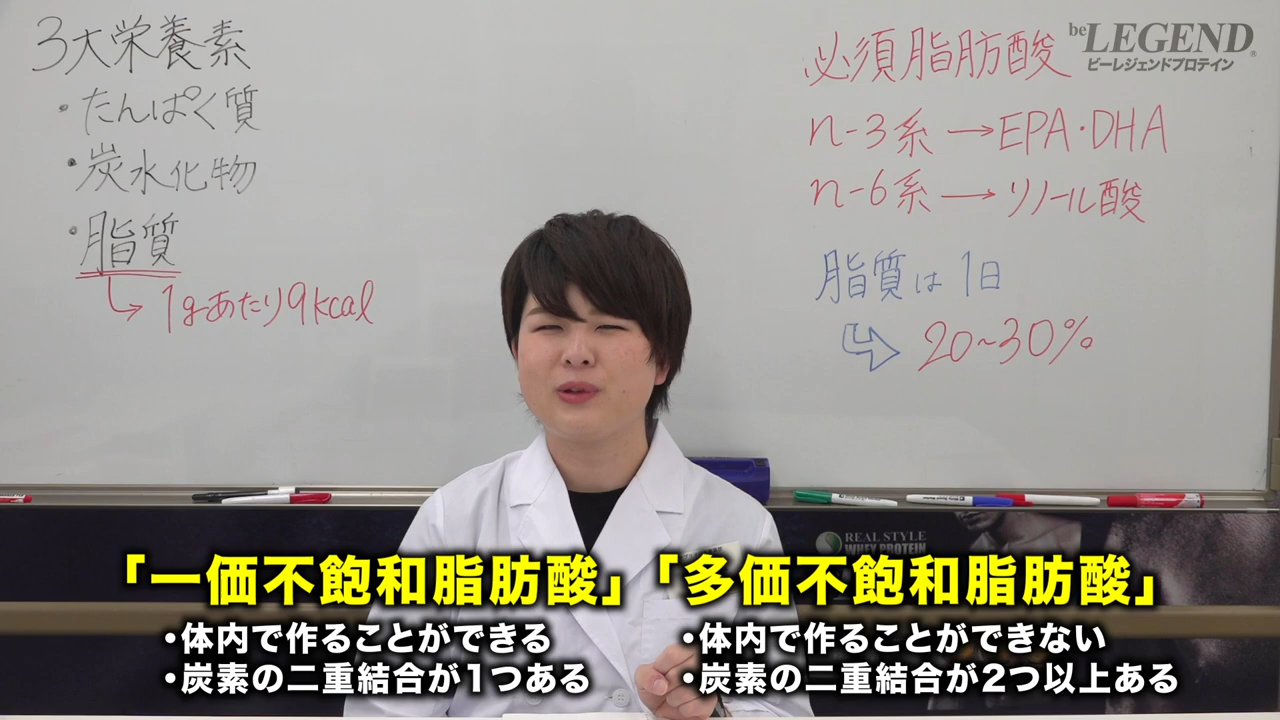 3大栄養素
・たんぱく質
・炭水化物
・脂質
→1gあたり9kcal
be LEGEND
ビーレジェンドプロテイン
必須脂肪酸
n-3系→EPA・DHA
n-6系→リノール酸
脂質は1日
20~30%
REAL STYLE
WHEY PROTEIN
「一価不飽和脂肪酸」
・体内で作ることができる
・炭素の二重結合が1つある
「多価不飽和脂肪酸」
・体内で作ることができない
・炭素の二重結合が2つ以上ある